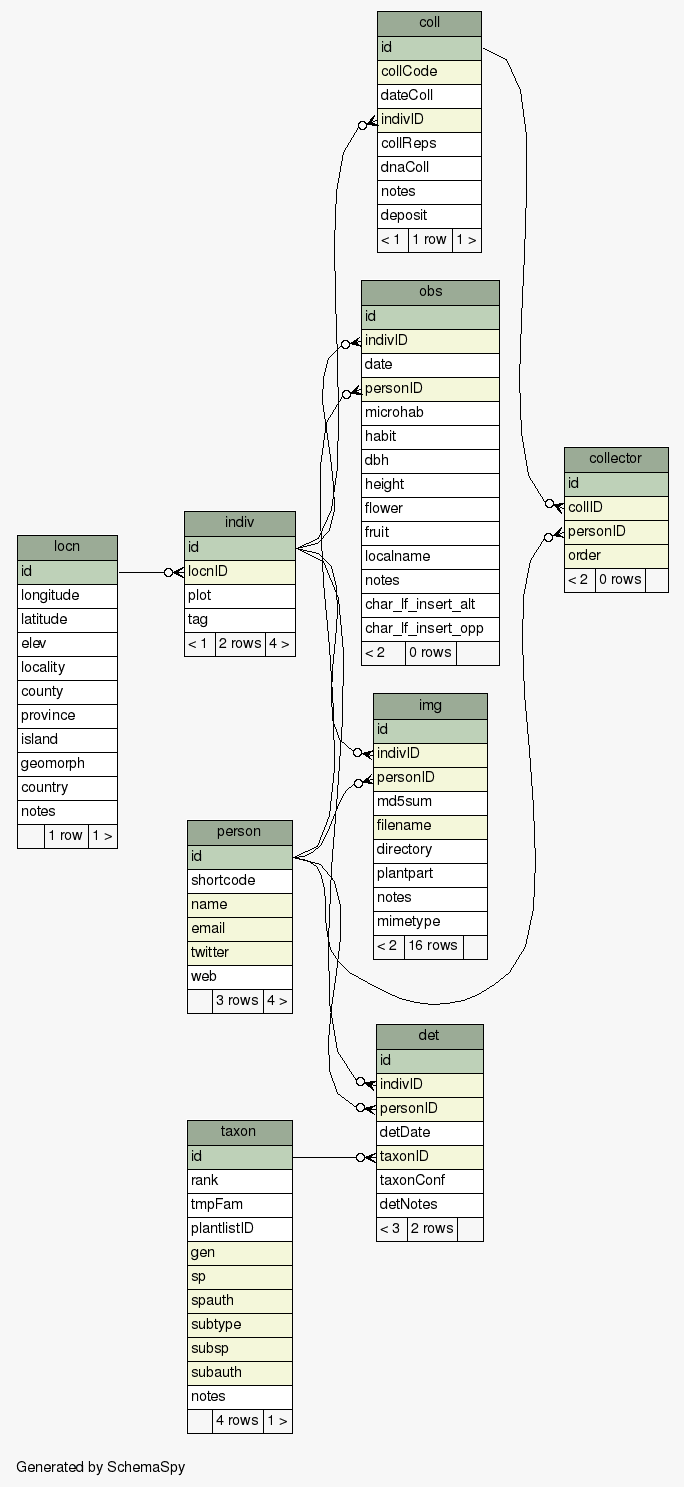 coll
id
collCode
dateColl
indivID
collReps
dnaColl
notes
deposit
< 1 1 row 1 >
obs
id
indivID
date
personID
microhab
habit
dbh
height
flower
fruit
localname
notes
char_lf_insert_alt
char_lf_insert_opp
< 2 0 rows
collector
id
collID
personID
order
< 2 0 rows
indiv
id
locnID
plot
tag
< 1 2 rows 4 >
locn
id
longitude
latitude
elev
locality
county
province
island
geomorph
country
notes
1 row 1 >
img
id
indivID
personID
md5sum
filename
directory
plantpart
notes
mimetype
< 2 16 rows
person
id
shortcode
name
email
twitter
web
3 rows 4 >
det
id
indivID
personID
detDate
taxonID
taxonConf
detNotes
< 3 2 rows
taxon
id
rank
tmpFam
plantlistID
gen
sp
spauth
subtype
subsp
subauth
notes
4 rows 1 >
Generated by SchemaSpy